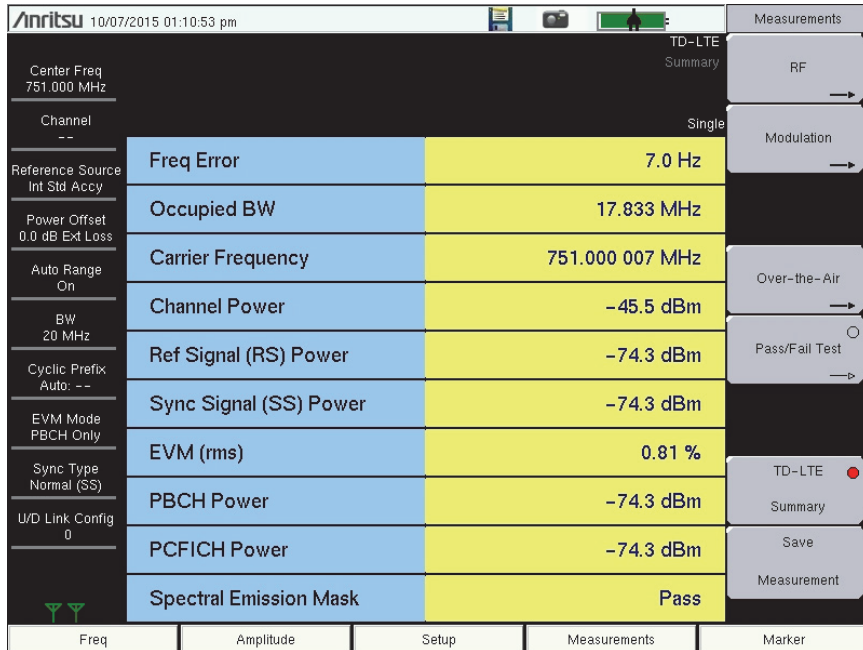 Anritsu 10/07/2015 01:10:53 pm
Measurements
TD-LTE
Summary
Single
Center Freq
751.000 MHz
Channel
--
Reference Source
Int Std Accy
Power Offset
0.0 dB Ext Loss
Auto Range
On
BW
20 MHz
Cyclic Prefix
Auto: --
EVM Mode
PBCH Only
Sync Type
Normal (SS)
U/D Link Config
0
Freq Error 7.0 Hz
Occupied BW 17.833 MHz
Carrier Frequency 751.000 007 MHz
Channel Power -45.5 dBm
Ref Signal (RS) Power -74.3 dBm
Sync Signal (SS) Power -74.3 dBm
EVM (rms) 0.81 %
PBCH Power -74.3 dBm
PCFICH Power -74.3 dBm
Spectral Emission Mask Pass
RF
Modulation
Over-the-Air
Pass/Fail Test
TD-LTE
Summary
Save
Measurement
Freq
Amplitude
Setup
Measurements
Marker